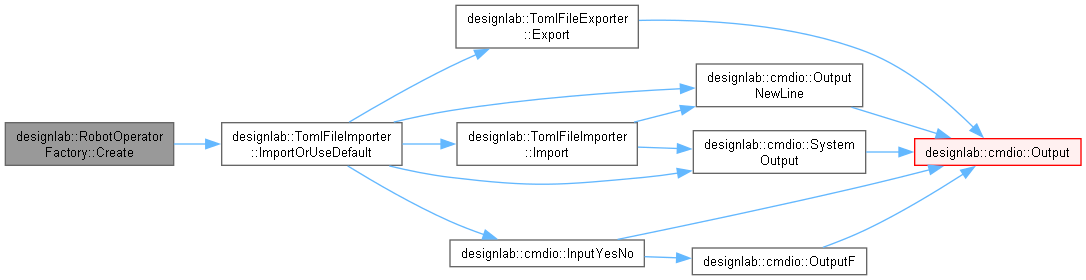 designlab::RobotOperator
Factory::Create
designlab::TomlFileImporter
::ImportOrUseDefault
designlab::TomlFileExporter
::Export
designlab::TomlFileImporter
::Import
designlab::cmdio::InputYesNo
designlab::cmdio::Output
NewLine
designlab::cmdio::System
Output
designlab::cmdio::OutputF
designlab::cmdio::Output